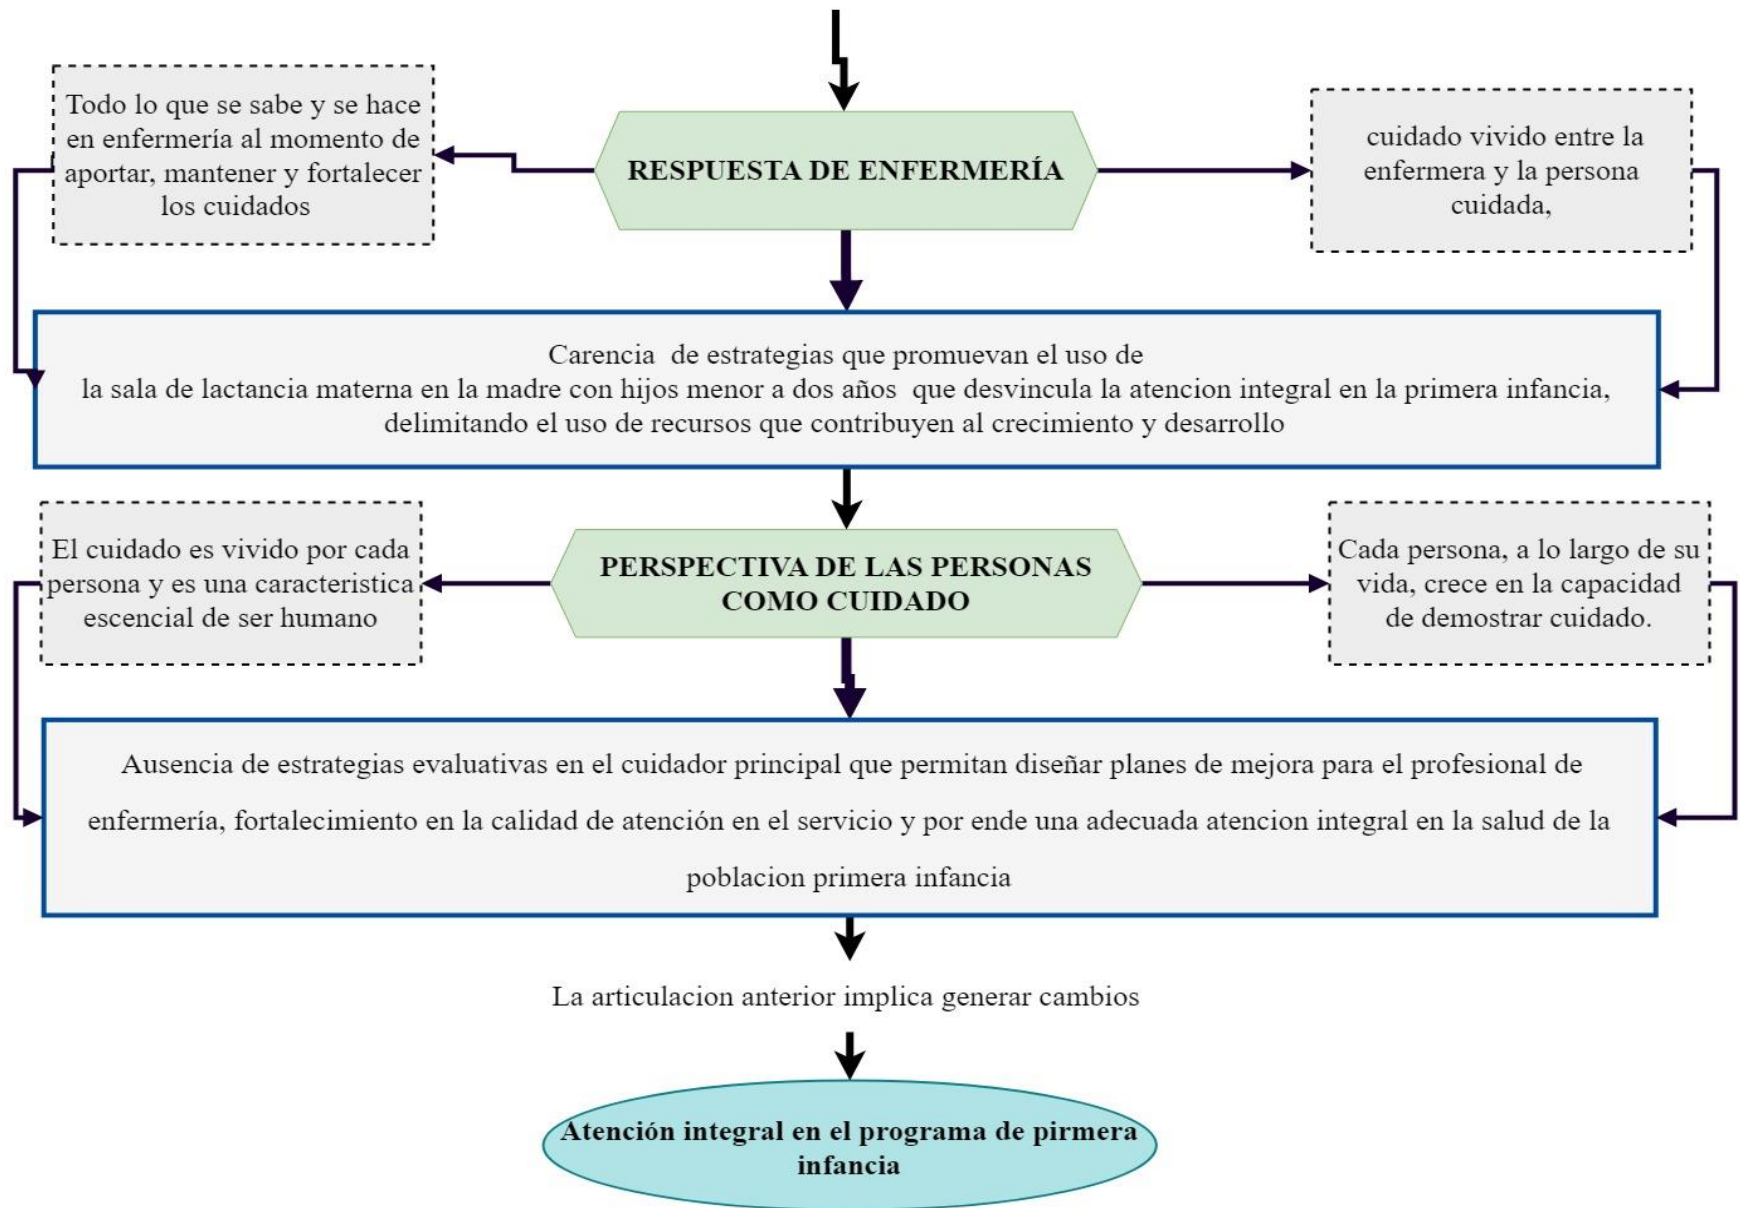 Todo lo que se sabe y se hace
en enfermería al momento de
aportar, mantener y fortalecer
los cuidados
RESPUESTA DE ENFERMERÍA
cuidado vivido entre la
enfermera y la persona
cuidada,
Carencia de estrategias que promuevan el uso de
la sala de lactancia materna en la madre con hijos menor a dos años que desvincula la atencion integral en la primera infancia,
delimitando el uso de recursos que contribuyen al crecimiento y desarrollo
El cuidado es vivido por cada
persona y es una caracteristica
escencial de ser humano
PERSPECTIVA DE LAS PERSONAS
COMO CUIDADO
Cada persona, a lo largo de su
vida, crece en la capacidad
de demostrar cuidado.
Ausencia de estrategias evaluativas en el cuidador principal que permitan diseñar planes de mejora para el profesional de
enfermería, fortalecimiento en la calidad de atención en el servicio y por ende una adecuada atencion integral en la salud de la
poblacion primera infancia
La articulacion anterior implica generar cambios
Atención integral en el programa de pirmera
infancia